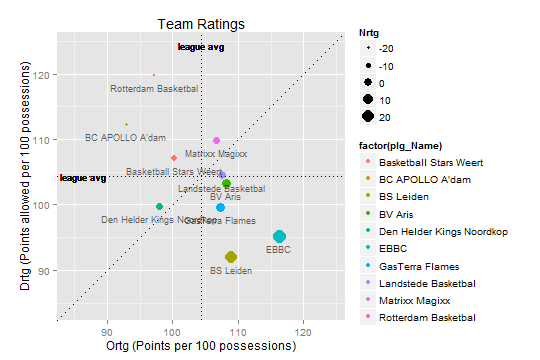 Team Ratings
league avg
league avg
Rotterdam Basketbal
BC APOLLO A'dam
Matrixx Magixx
Basketball Stars Weert
Landstede Basketbal
BV Aris
Den Helder Kings Noordkop
GasTerra Flames
EBBC
BS Leiden
120
110
100
90
90
100
110
120
Drtg (Points allowed per 100 possessions)
Ortg (Points per 100 possessions)
Nrtg
-20
-10
0
10
20
factor(plg_Name)
Basketball Stars Weert
BC APOLLO A'dam
BS Leiden
BV Aris
Den Helder Kings Noordkop
EBBC
GasTerra Flames
Landstede Basketbal
Matrixx Magixx
Rotterdam Basketbal